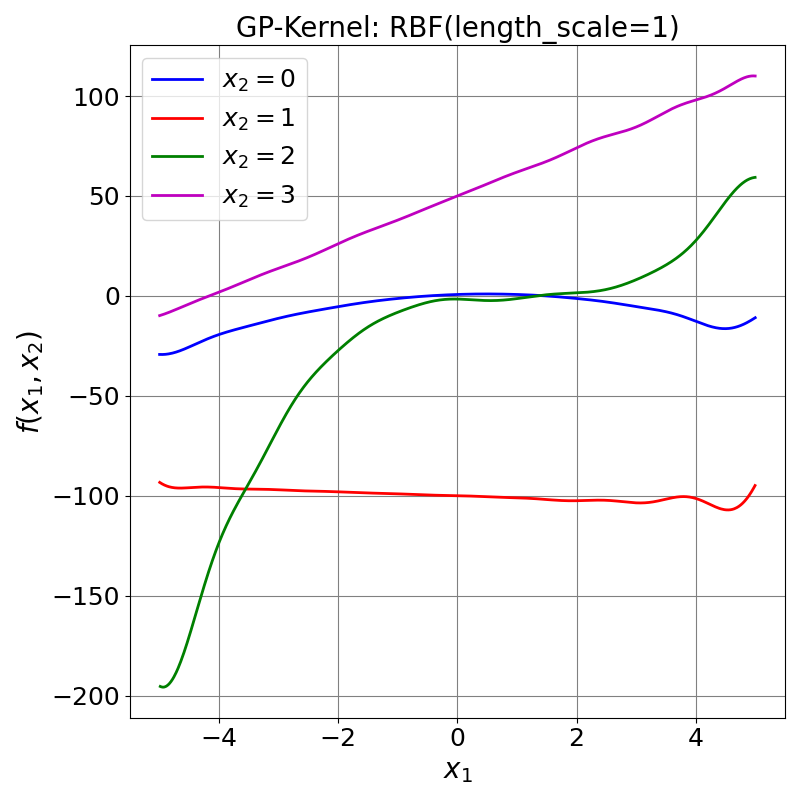 GP-Kernel: RBF(length_scale=1)
x₂ = 0
x₂ = 1
x₂ = 2
x₂ = 3
100
50
0
−50
−100
−150
−200
f(x₁, x₂)
−4 −2 0 2 4
x₁